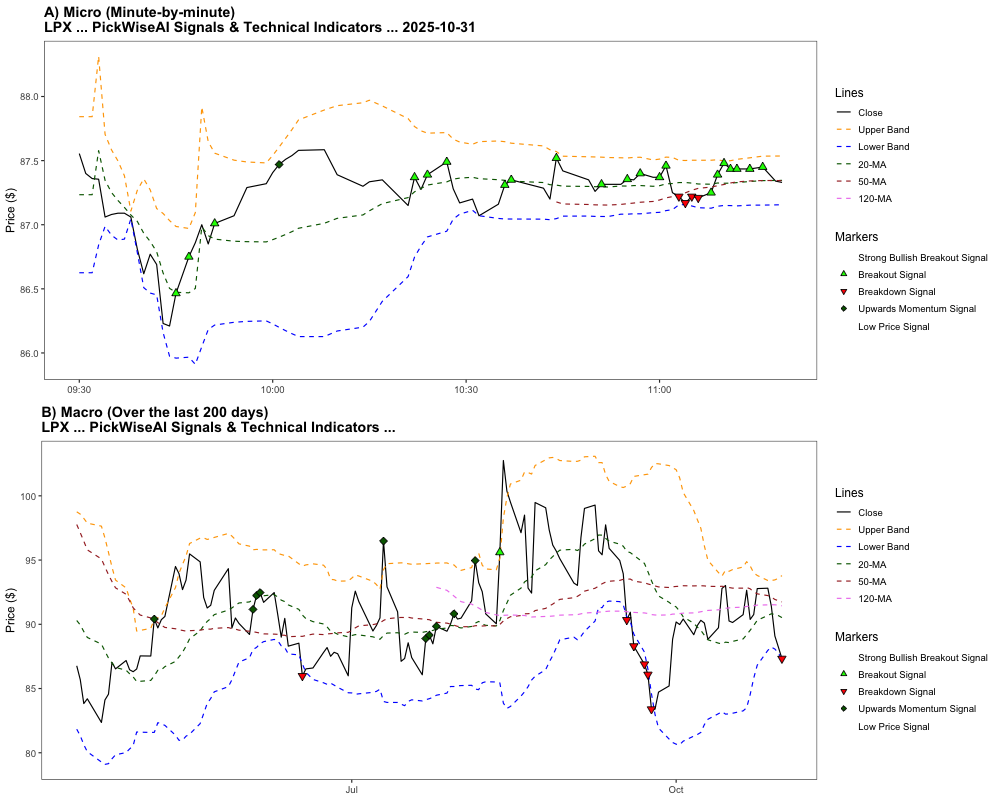 A) Micro (Minute-by-minute)
LPX ... PickWiseAI Signals & Technical Indicators ... 2025-10-31
Price ($)
88.0
87.5
87.0
86.5
86.0
09:30
10:00
10:30
11:00
Lines
Close
Upper Band
Lower Band
20-MA
50-MA
120-MA
Markers
Strong Bullish Breakout Signal
Breakout Signal
Breakdown Signal
Upwards Momentum Signal
Low Price Signal
B) Macro (Over the last 200 days)
LPX ... PickWiseAI Signals & Technical Indicators ...
Price ($)
100
95
90
85
80
Jul
Oct
Lines
Close
Upper Band
Lower Band
20-MA
50-MA
120-MA
Markers
Strong Bullish Breakout Signal
Breakout Signal
Breakdown Signal
Upwards Momentum Signal
Low Price Signal